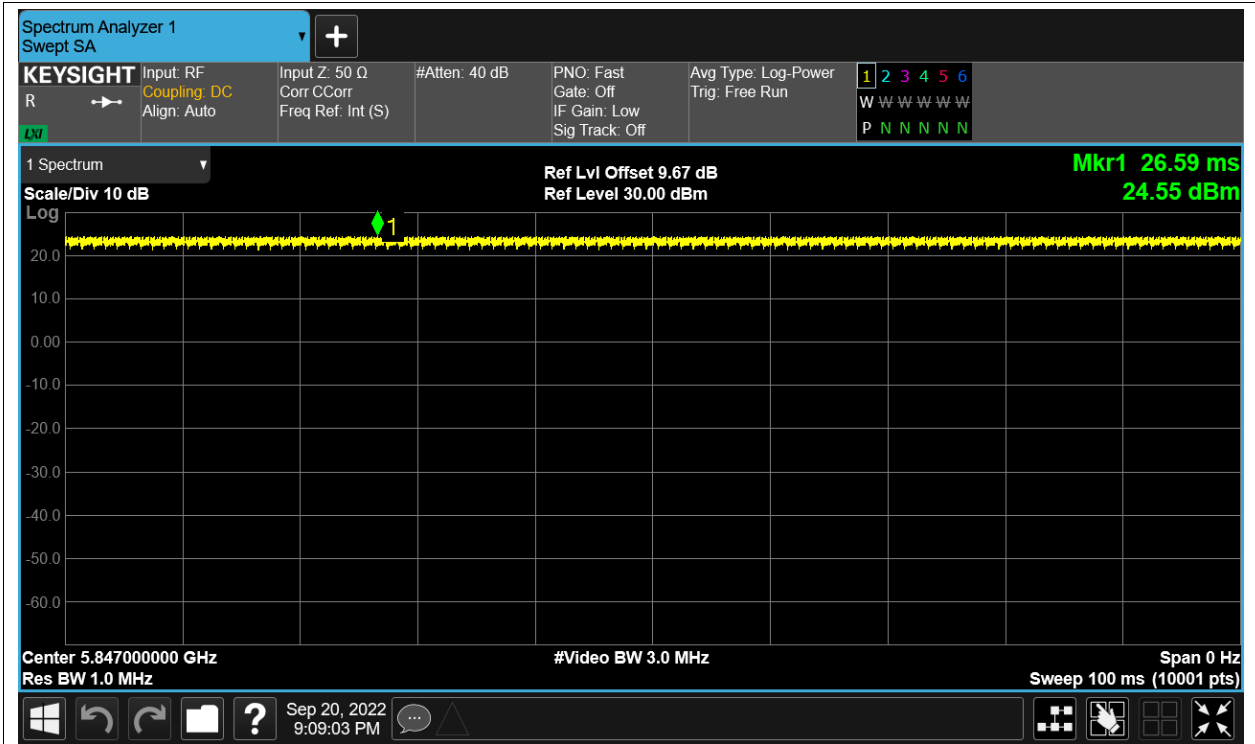 Spectrum Analyzer 1
Swept SA
KEYSIGHT
R
LXI
Input: RF
Coupling: DC
Align: Auto
Input Z: 50 Ω
Corr CCorr
Freq Ref: Int (S)
#Atten: 40 dB
PNO: Fast
Gate: Off
IF Gain: Low
Sig Track: Off
Avg Type: Log-Power
Trig: Free Run
1 2 3 4 5 6
W W W W W W
P N N N N N
1 Spectrum
Scale/Div 10 dB
Ref Lvl Offset 9.67 dB
Ref Level 30.00 dBm
Mkr1 26.59 ms
24.55 dBm
Log
1
20.0
10.0
0.00
-10.0
-20.0
-30.0
-40.0
-50.0
-60.0
Center 5.847000000 GHz
#Video BW 3.0 MHz
Span 0 Hz
Res BW 1.0 MHz
Sweep 100 ms (10001 pts)
?
Sep 20, 2022
9:09:03 PM